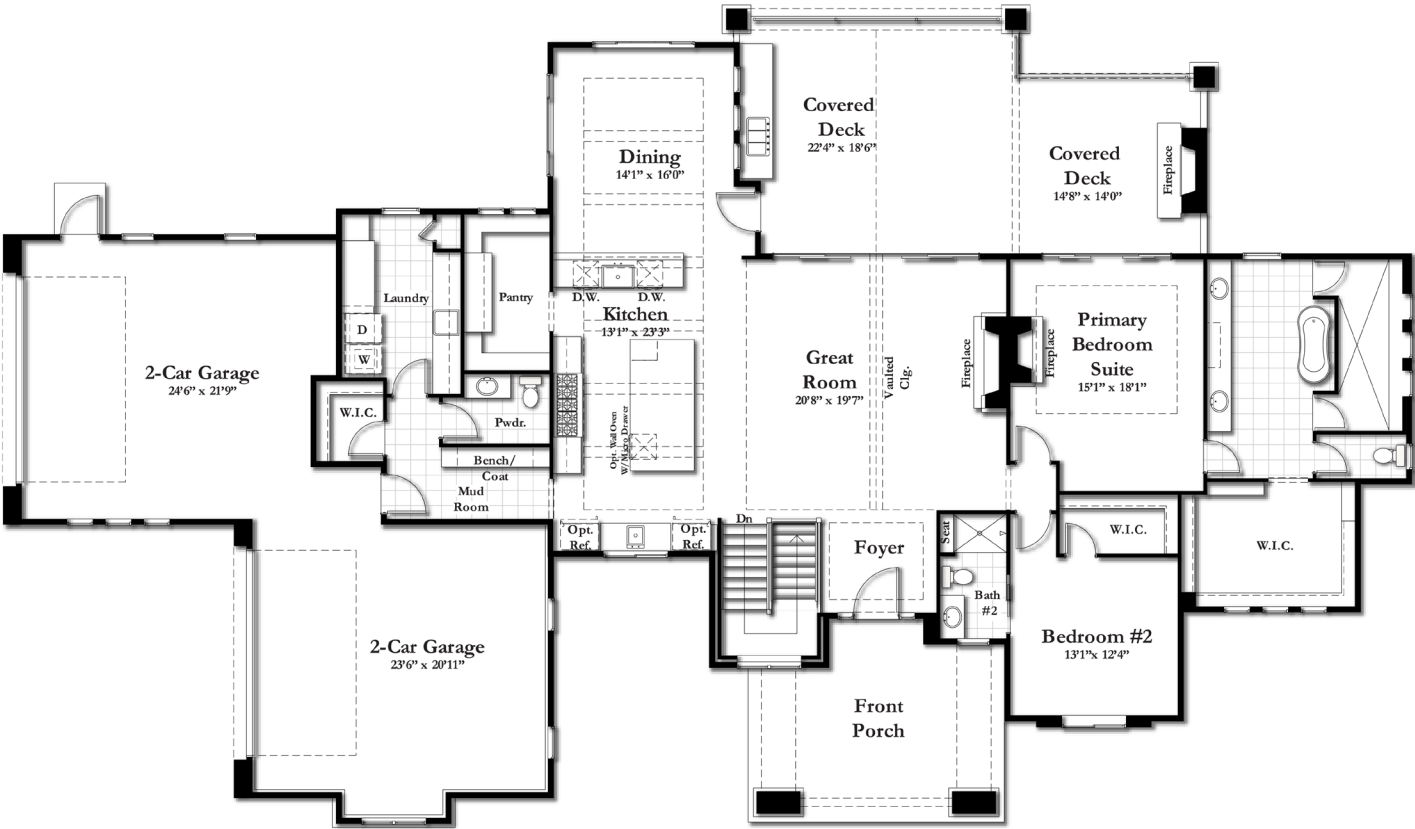 Covered
Deck
22'4" x 18'6"
Covered
Deck
14'8" x 14'0"
Fireplace
Dining
14'1" x 16'0"
D.W.
D.W.
Kitchen
13'1" x 23'3"
Laundry
D
W
Pantry
2-Car Garage
24'6" x 21'9"
W.I.C.
Pwdr.
Bench/
Coat
Mud
Room
Opt. Wall Oven
W/Micro Drawer
Great
Room
20'8" x 19'7"
Vaulted
Clg.
Fireplace
Fireplace
Primary
Bedroom
Suite
15'1" x 18'1"
Opt.
Ref.
Opt.
Ref.
Dn
Foyer
Seat
Bath
#2
W.I.C.
W.I.C.
Bedroom #2
13'1"x 12'4"
2-Car Garage
23'6" x 20'11"
Front
Porch